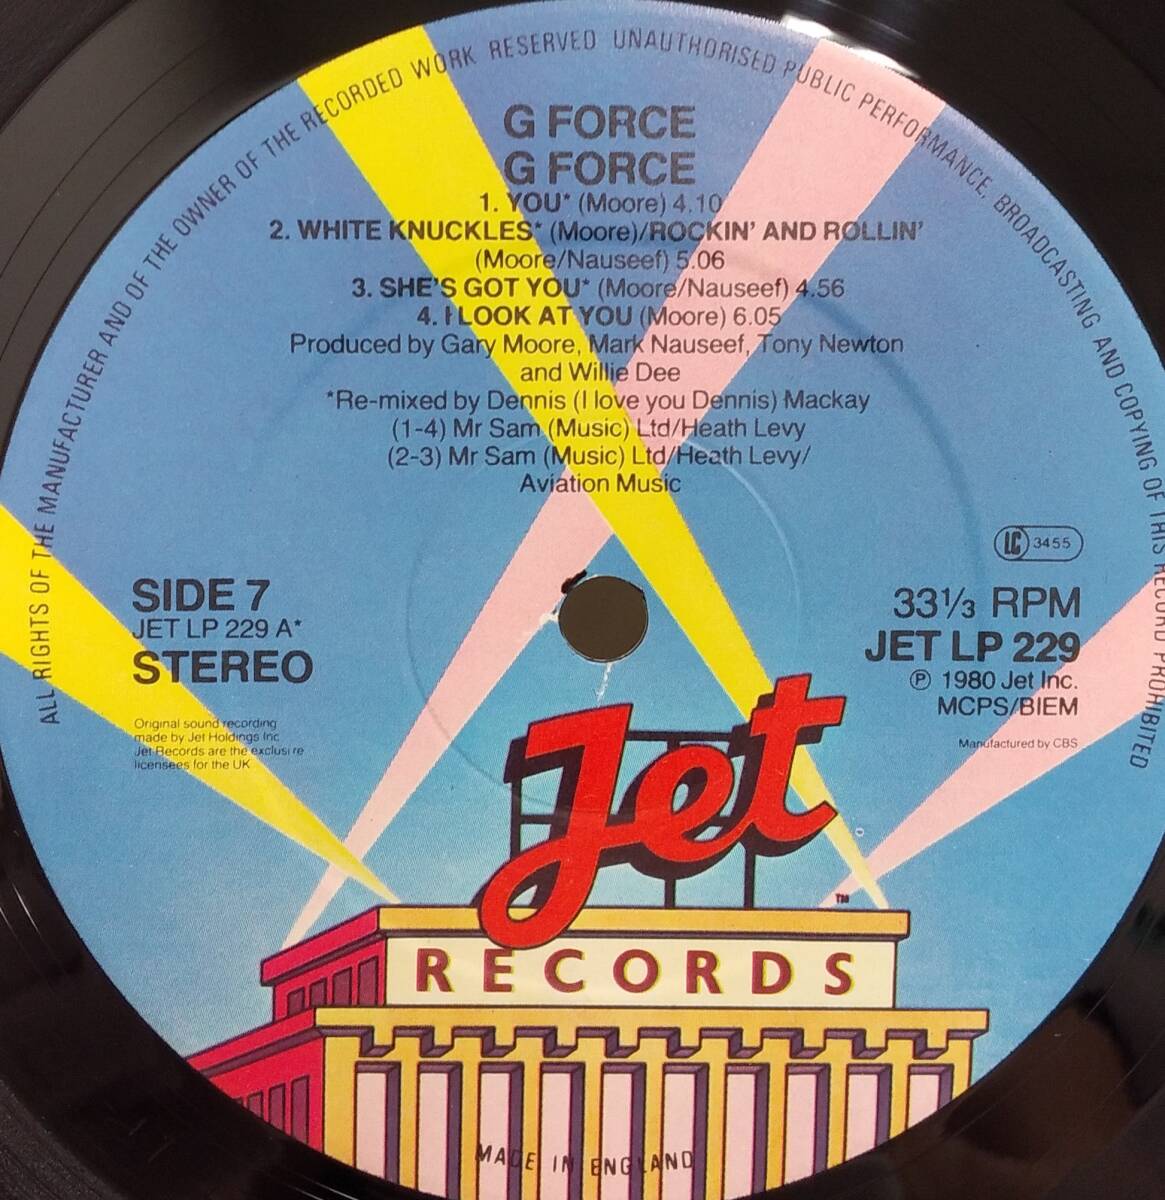 ALL RIGHTS OF THE MANUFACTURER AND OF THE OWNER OF THE RECORDED WORK RESERVED UNAUTHORISED PUBLIC PERFORMANCE, BROADCASTING AND COPYING OF THIS RECORD PROHIBITED
G FORCE
G FORCE
1. YOU* (Moore) 4.10
2. WHITE KNUCKLES* (Moore)/ROCKIN' AND ROLLIN'
(Moore/Nauseef) 5.06
3. SHE'S GOT YOU* (Moore/Nauseef) 4.56
4. I LOOK AT YOU (Moore) 6.05
Produced by Gary Moore, Mark Nauseef, Tony Newton
and Willie Dee
*Re-mixed by Dennis (I love you Dennis) Mackay
(1-4) Mr Sam (Music) Ltd/Heath Levy
(2-3) Mr Sam (Music) Ltd/Heath Levy/
Aviation Music
LC 3455
SIDE 7
JET LP 229 A*
STEREO
33⅓ RPM
JET LP 229
℗ 1980 Jet Inc.
MCPS/BIEM
Original sound recording
made by Jet Holdings Inc
Jet Records are the exclusive
licensees for the UK
Manufactured by CBS
Jet
TM
RECORDS
MADE IN ENGLAND